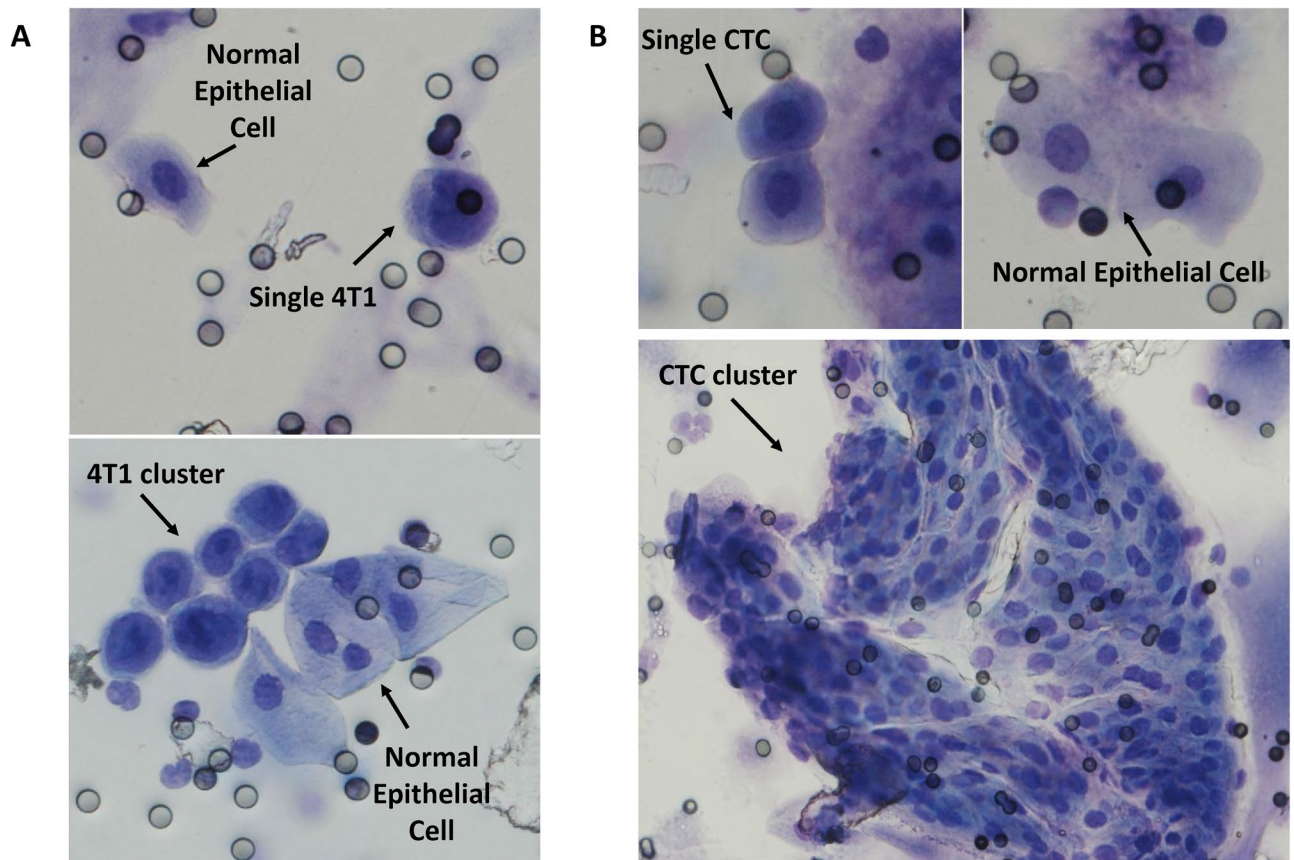 A
Normal
Epithelial
Cell
Single 4T1
4T1 cluster
Normal
Epithelial
Cell
B
Single CTC
Normal Epithelial Cell
CTC cluster